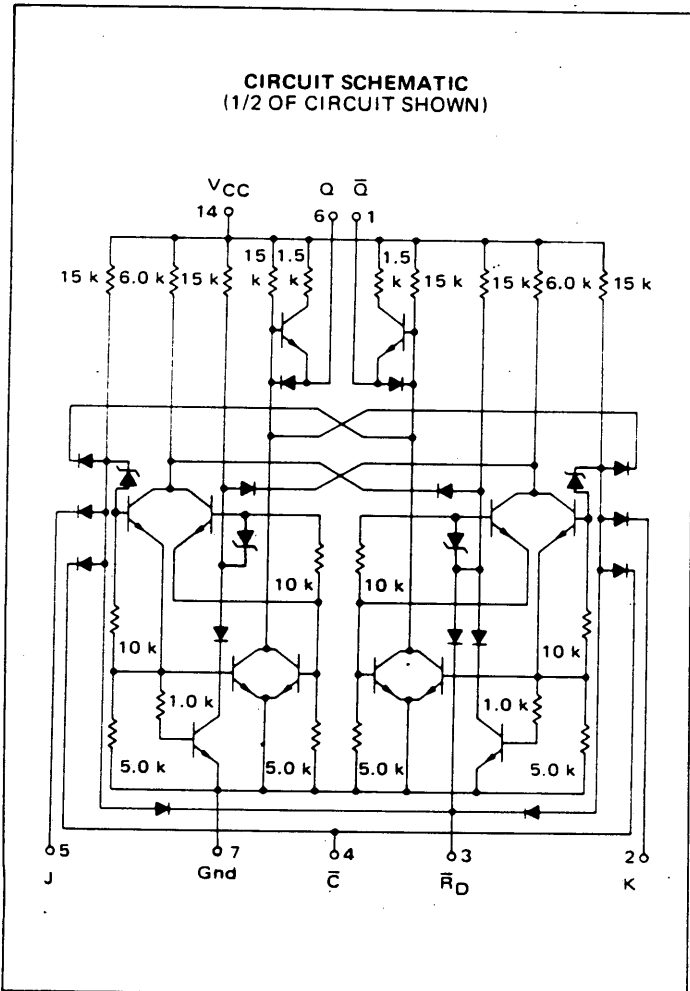 CIRCUIT SCHEMATIC
(1/2 OF CIRCUIT SHOWN)
VCC Q Q̅
14 6 1
15 k 6.0 k 15 k 15 k 1.5 k 1.5 k 15 k 15 k 6.0 k 15 k
10 k 10 k
10 k 10 k
1.0 k 1.0 k
5.0 k 5.0 k 5.0 k 5.0 k
5 7 4 3 2
J Gnd C̅ R̅D K